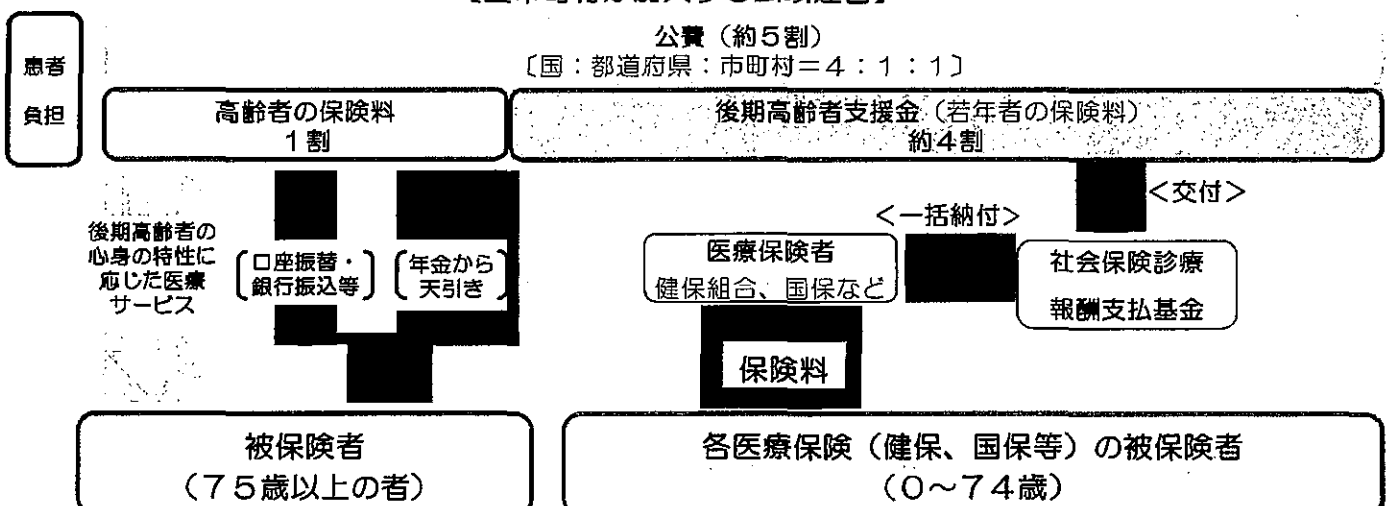 公費（約５割）
〔国：都道府県：市町村＝４：１：１〕
患者
負担
高齢者の保険料
１割
後期高齢者支援金（若年者の保険料）
約４割
＜交付＞
＜一括納付＞
後期高齢者の
心身の特性に
応じた医療
サービス
口座振替・
銀行振込等
年金から
天引き
医療保険者
健保組合、国保など
社会保険診療
報酬支払基金
保険料
被保険者
（７５歳以上の者）
各医療保険（健保、国保等）の被保険者
（０～７４歳）